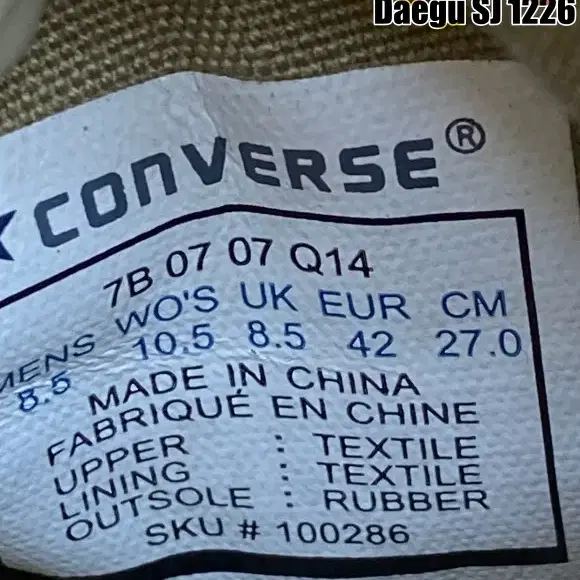 Daegu SJ 1226
CONVERSE®
7B 07 07 Q14
MENS WO'S UK EUR CM
8.5 10.5 8.5 42 27.0
MADE IN CHINA
FABRIQUÉ EN CHINE
UPPER : TEXTILE
LINING : TEXTILE
OUTSOLE : RUBBER
SKU # 100286